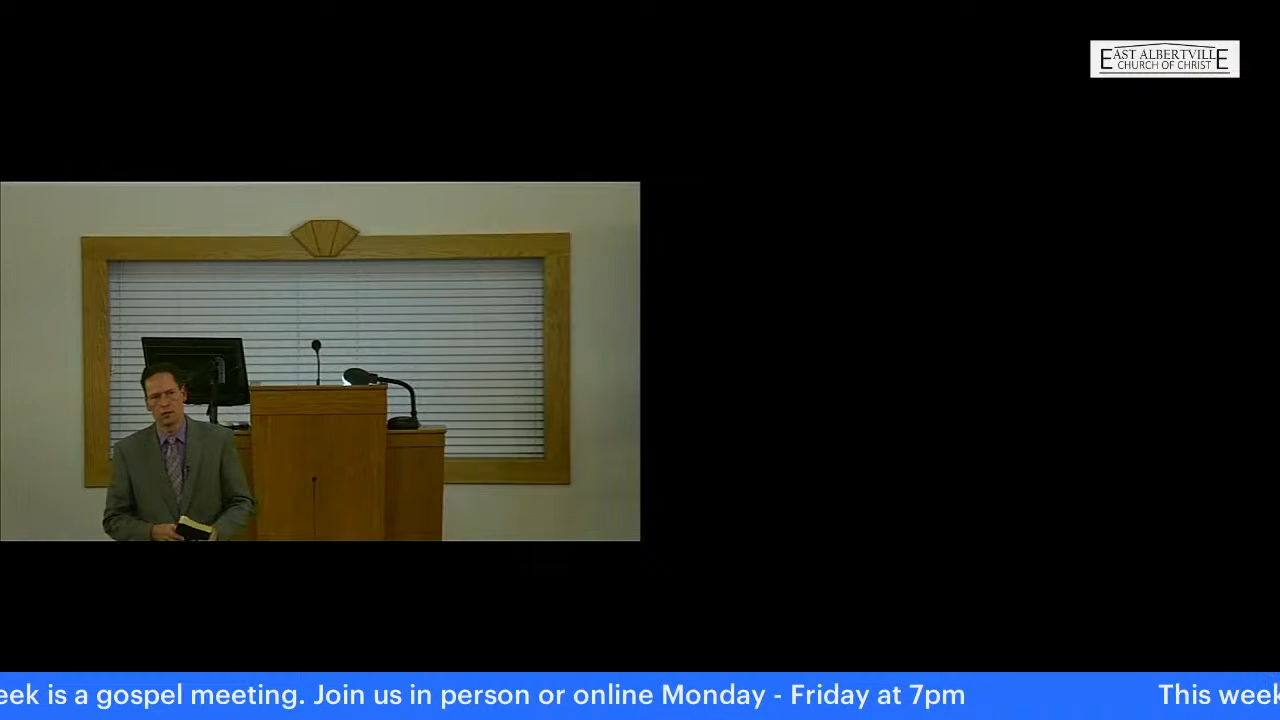 EAST ALBERTVILLE
CHURCH OF CHRIST
eek is a gospel meeting. Join us in person or online Monday - Friday at 7pm This week